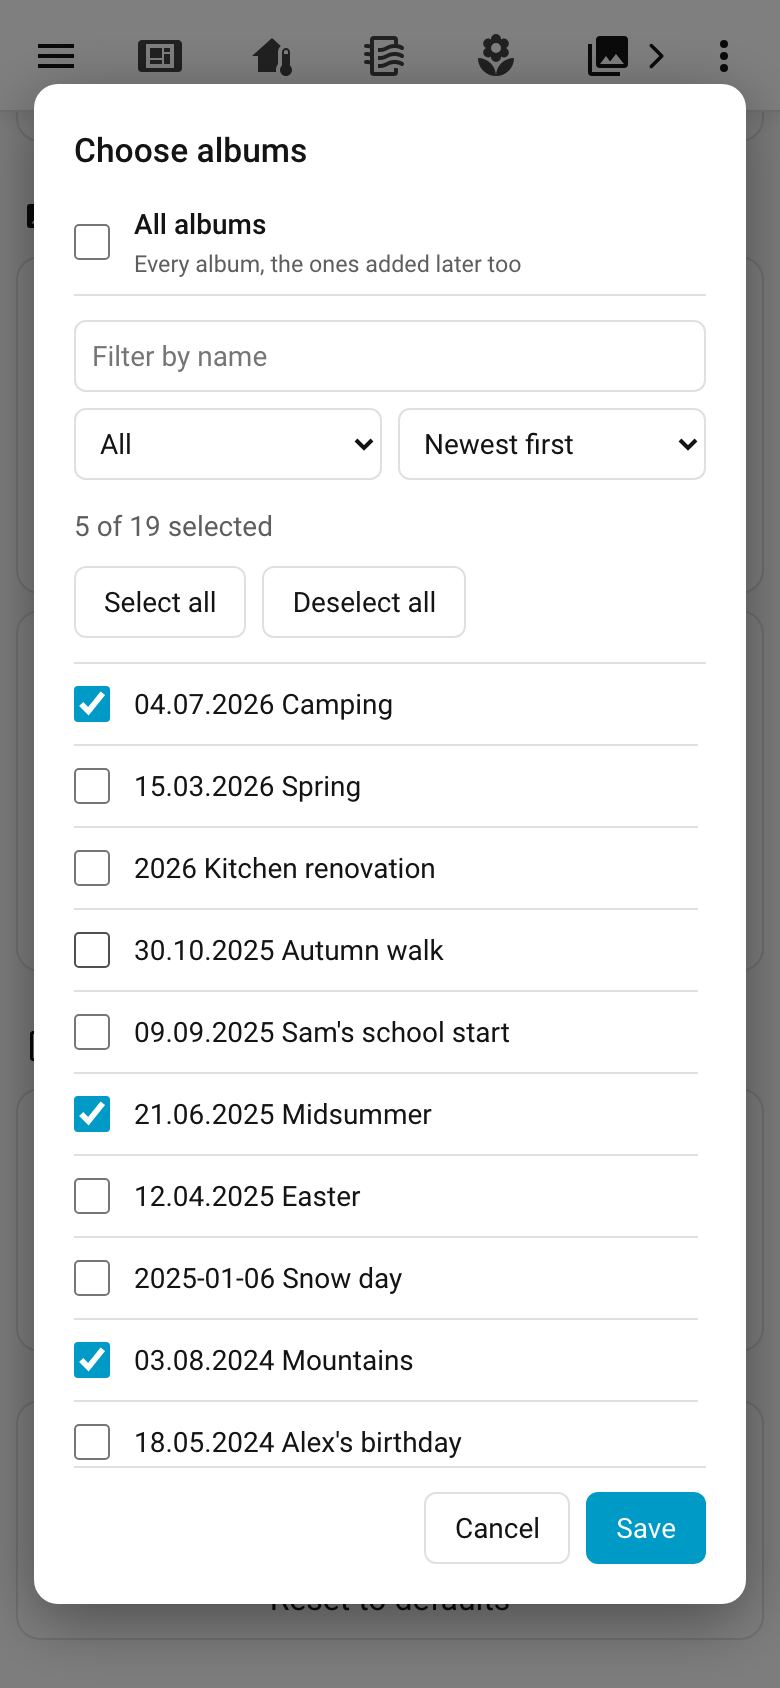 Choose albums
All albums
Every album, the ones added later too
Filter by name
All
Newest first
5 of 19 selected
Select all
Deselect all
04.07.2026 Camping
15.03.2026 Spring
2026 Kitchen renovation
30.10.2025 Autumn walk
09.09.2025 Sam's school start
21.06.2025 Midsummer
12.04.2025 Easter
2025-01-06 Snow day
03.08.2024 Mountains
18.05.2024 Alex's birthday
Cancel
Save
Reset to defaults